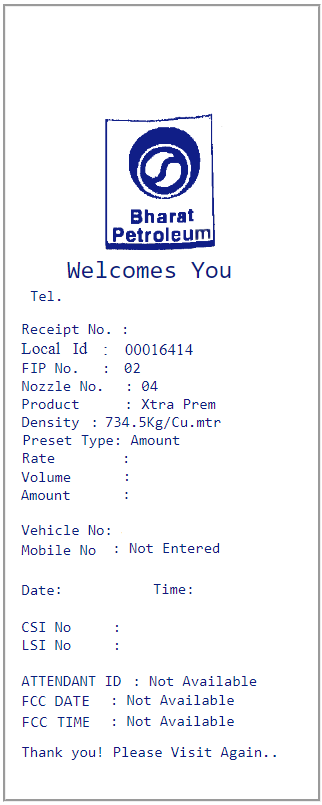 Bharat
Petroleum
Welcomes You
Tel.
Receipt No. :
Local Id : 00016414
FIP No. : 02
Nozzle No. : 04
Product : Xtra Prem
Density : 734.5Kg/Cu.mtr
Preset Type: Amount
Rate :
Volume :
Amount :
Vehicle No:
Mobile No : Not Entered
Date: Time:
CSI No :
LSI No :
ATTENDANT ID : Not Available
FCC DATE : Not Available
FCC TIME : Not Available
Thank you! Please Visit Again..